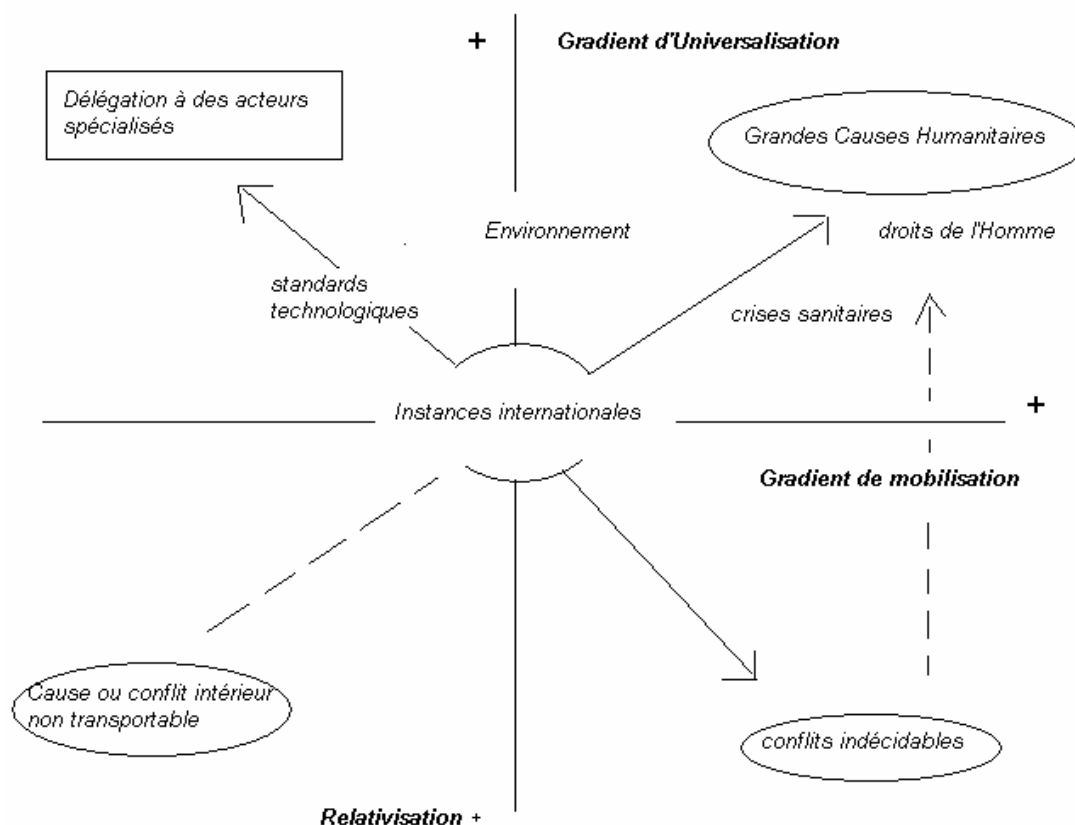 + Gradient d'Universalisation
Délégation à des acteurs
spécialisés
Grandes Causes Humanitaires
Environnement
droits de l'Homme
standards
technologiques
crises sanitaires
Instances internationales
+
Gradient de mobilisation
Cause ou conflit intérieur
non transportable
conflits indécidables
Relativisation +